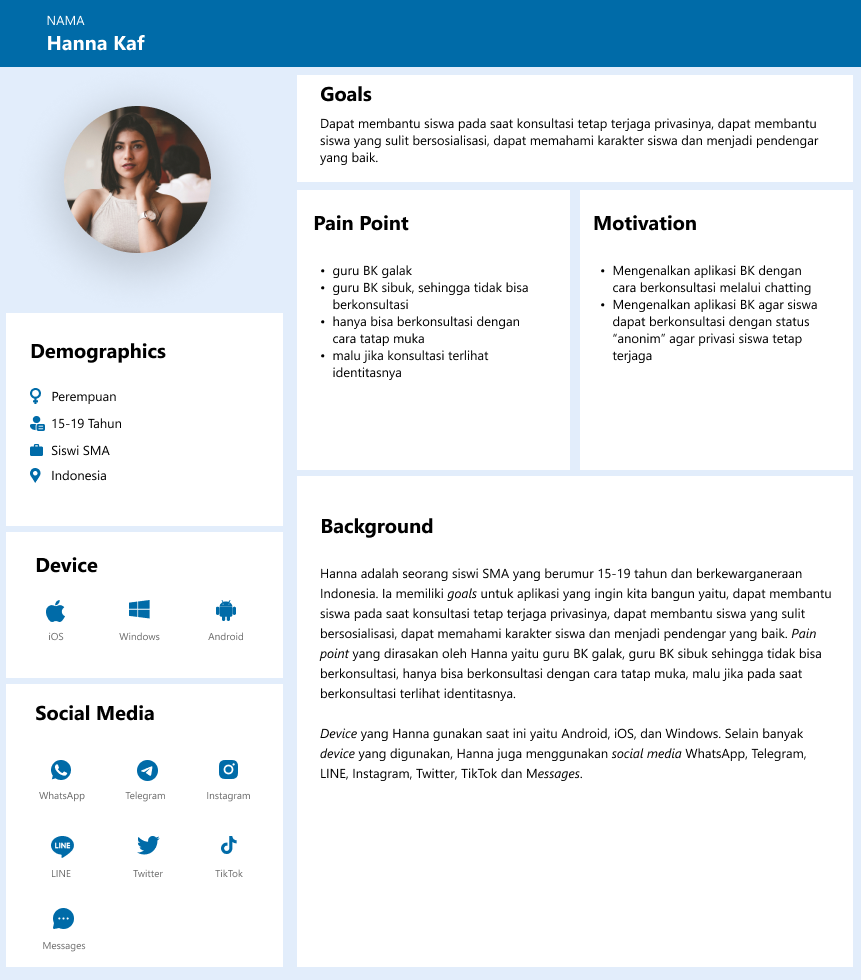 NAMA
Hanna Kaf
Goals
Dapat membantu siswa pada saat konsultasi tetap terjaga privasinya, dapat membantu
siswa yang sulit bersosialisasi, dapat memahami karakter siswa dan menjadi pendengar
yang baik.
Pain Point
• guru BK galak
• guru BK sibuk, sehingga tidak bisa
berkonsultasi
• hanya bisa berkonsultasi dengan
cara tatap muka
• malu jika konsultasi terlihat
identitasnya
Motivation
• Mengenalkan aplikasi BK dengan
cara berkonsultasi melalui chatting
• Mengenalkan aplikasi BK agar siswa
dapat berkonsultasi dengan status
“anonim” agar privasi siswa tetap
terjaga
Demographics
Perempuan
15-19 Tahun
Siswi SMA
Indonesia
Device
iOS
Windows
Android
Social Media
WhatsApp
Telegram
Instagram
LINE
LINE
Twitter
TikTok
Messages
Background
Hanna adalah seorang siswi SMA yang berumur 15-19 tahun dan berkewarganeraan
Indonesia. Ia memiliki goals untuk aplikasi yang ingin kita bangun yaitu, dapat membantu
siswa pada saat konsultasi tetap terjaga privasinya, dapat membantu siswa yang sulit
bersosialisasi, dapat memahami karakter siswa dan menjadi pendengar yang baik. Pain
point yang dirasakan oleh Hanna yaitu guru BK galak, guru BK sibuk sehingga tidak bisa
berkonsultasi, hanya bisa berkonsultasi dengan cara tatap muka, malu jika pada saat
berkonsultasi terlihat identitasnya.
Device yang Hanna gunakan saat ini yaitu Android, iOS, dan Windows. Selain banyak
device yang digunakan, Hanna juga menggunakan social media WhatsApp, Telegram,
LINE, Instagram, Twitter, TikTok dan Messages.